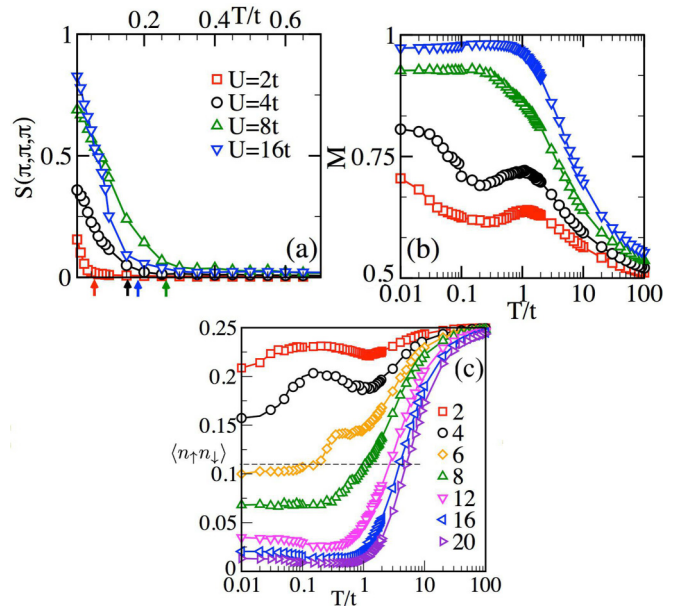 T/t
0.2 0.4 0.6
1
0.5
0
S(π,π,π)
U=2t
U=4t
U=8t
U=16t
(a)
1
0.75
0.5
M
(b)
0.01 0.1 1 10 100
T/t
0.25
0.2
0.15
⟨n↑n↓⟩
0.1
0.05
0
(c)
2
4
6
8
12
16
20
0.01 0.1 1 10 100
T/t